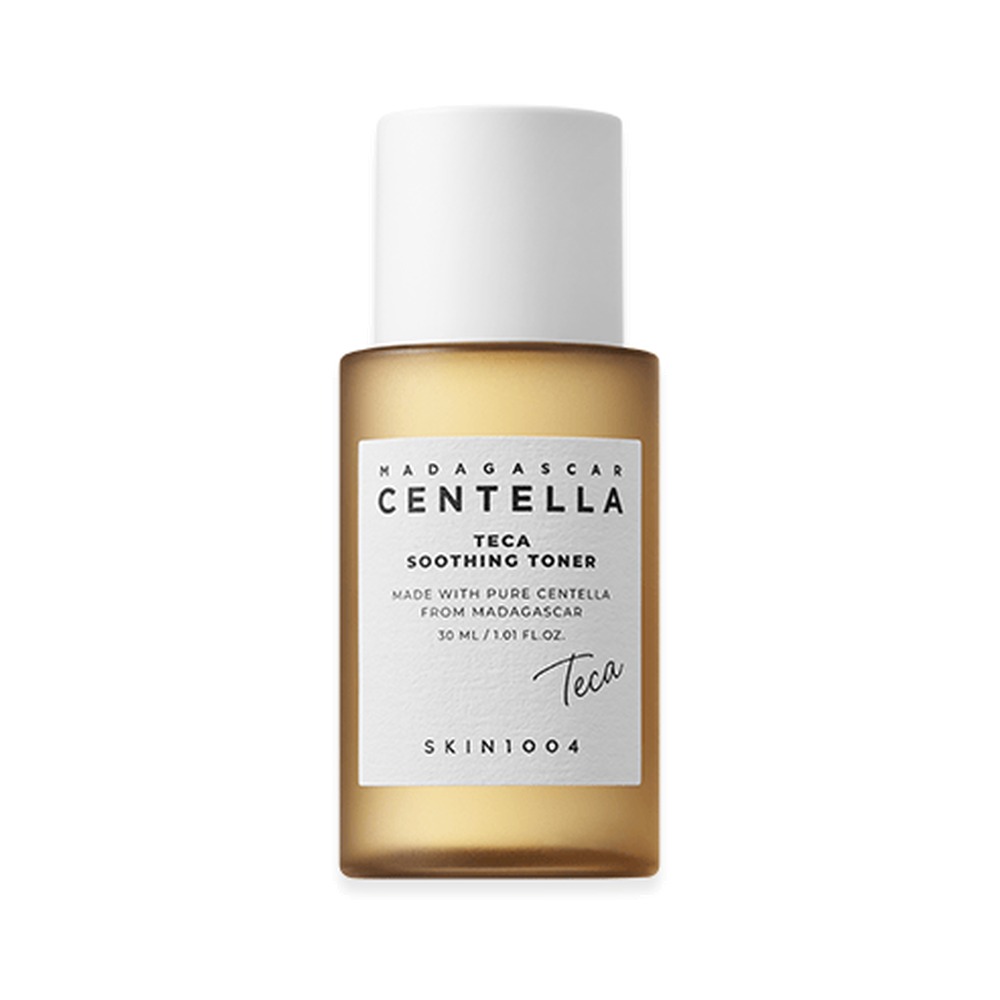 MADAGASCAR
CENTELLA
TECA
SOOTHING TONER
MADE WITH PURE CENTELLA
FROM MADAGASCAR
30 ML / 1.01 FL.OZ.
Teca
SKIN1004